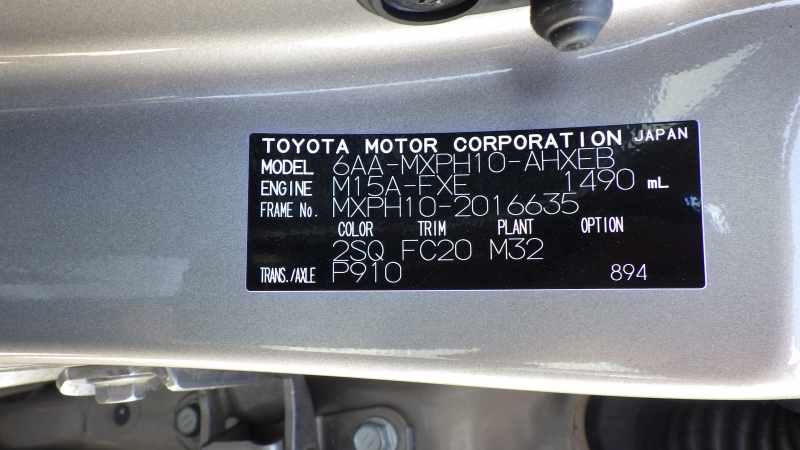 TOYOTA MOTOR CORPORATION JAPAN
MODEL 6AA-MXPH10-AHXEB
ENGINE M15A-FXE 1490 mL
FRAME No. MXPH10-2016635
COLOR TRIM PLANT OPTION
2SQ FC20 M32
TRANS./AXLE P910 894